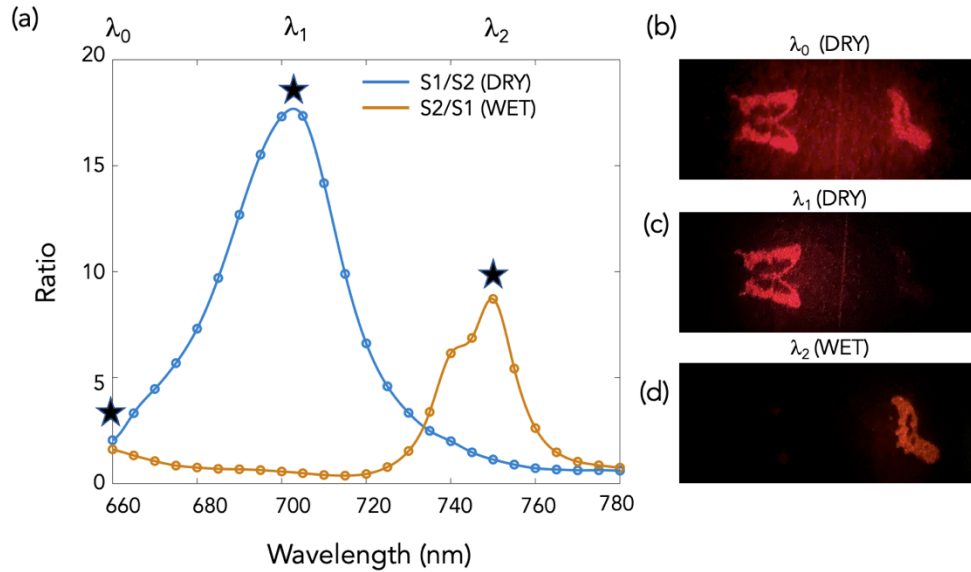 (a)
λ0 λ1 λ2
20
15
10
5
0
Ratio
S1/S2 (DRY)
S2/S1 (WET)
660 680 700 720 740 760 780
Wavelength (nm)
(b)
λ0 (DRY)
(c)
λ1 (DRY)
(d)
λ2 (WET)